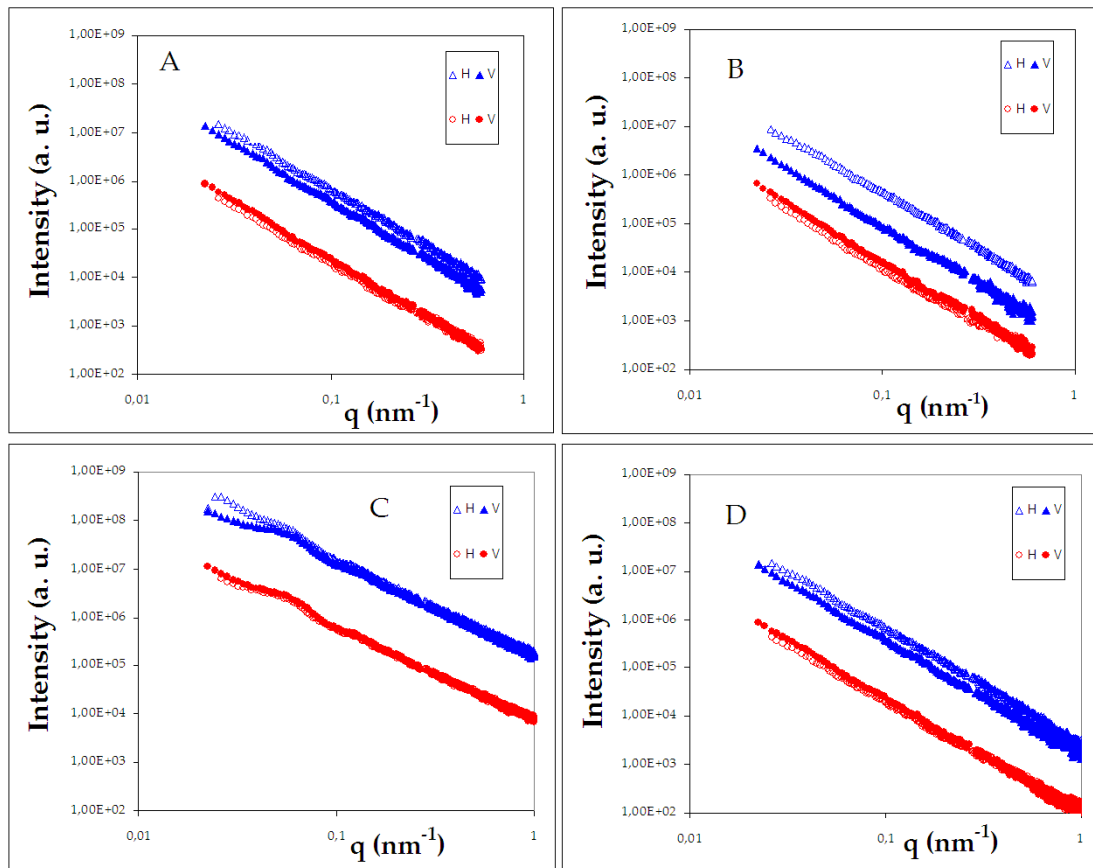 1,00E+09
1,00E+08
1,00E+07
1,00E+06
1,00E+05
1,00E+04
1,00E+03
1,00E+02
Intensity (a. u.)
A
H V
H V
0,01 0,1 1
q (nm-1)
1,00E+09
1,00E+08
1,00E+07
1,00E+06
1,00E+05
1,00E+04
1,00E+03
1,00E+02
Intensity (a. u.)
B
H V
H V
0,01 0,1 1
q (nm-1)
1,00E+09
1,00E+08
1,00E+07
1,00E+06
1,00E+05
1,00E+04
1,00E+03
1,00E+02
Intensity (a. u.)
C
H V
H V
0,01 0,1 1
q (nm-1)
1,00E+09
1,00E+08
1,00E+07
1,00E+06
1,00E+05
1,00E+04
1,00E+03
1,00E+02
Intensity (a. u.)
D
H V
H V
0,01 0,1 1
q (nm-1)